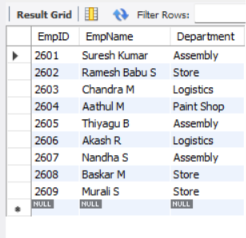 Result Grid Filter Rows:
EmpID EmpName Department
2601 Suresh Kumar Assembly
2602 Ramesh Babu S Store
2603 Chandra M Logistics
2604 Aathul M Paint Shop
2605 Thiyagu B Assembly
2606 Akash R Logistics
2607 Nandha S Assembly
2608 Baskar M Store
2609 Murali S Store
NULL NULL NULL